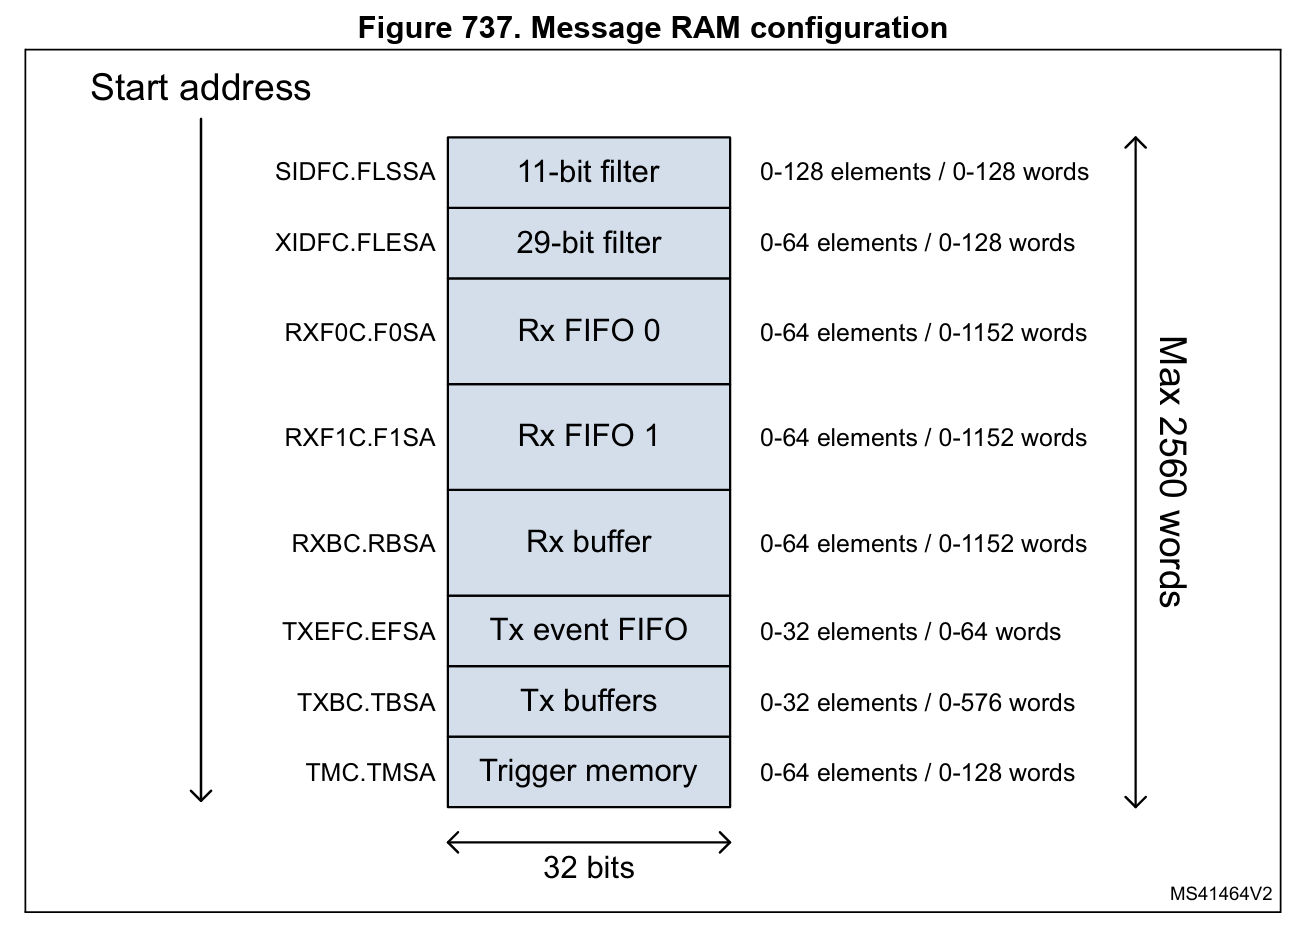 Figure 737. Message RAM configuration
Start address
SIDFC.FLSSA 11-bit filter 0-128 elements / 0-128 words
XIDFC.FLESA 29-bit filter 0-64 elements / 0-128 words
RXF0C.F0SA Rx FIFO 0 0-64 elements / 0-1152 words
RXF1C.F1SA Rx FIFO 1 0-64 elements / 0-1152 words
RXBC.RBSA Rx buffer 0-64 elements / 0-1152 words
TXEFC.EFSA Tx event FIFO 0-32 elements / 0-64 words
TXBC.TBSA Tx buffers 0-32 elements / 0-576 words
TMC.TMSA Trigger memory 0-64 elements / 0-128 words
Max 2560 words
32 bits
MS41464V2